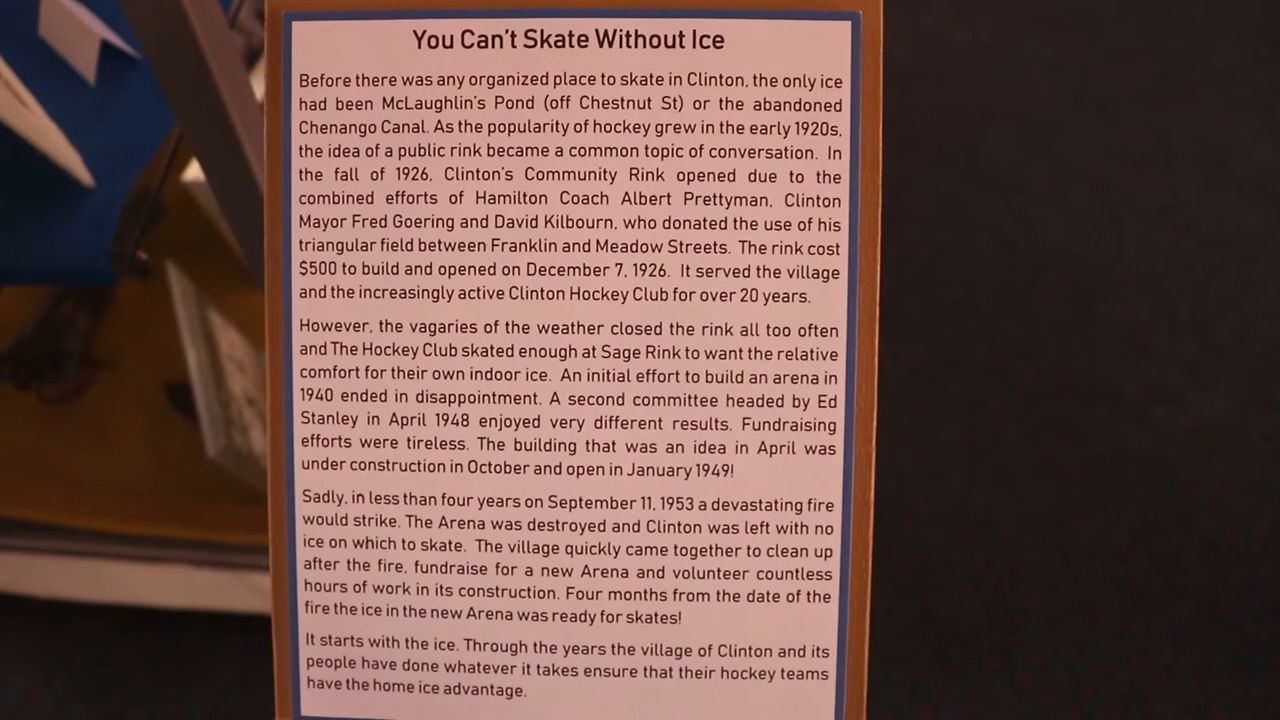 You Can't Skate Without Ice
Before there was any organized place to skate in Clinton, the only ice
had been McLaughlin's Pond (off Chestnut St) or the abandoned
Chenango Canal. As the popularity of hockey grew in the early 1920s,
the idea of a public rink became a common topic of conversation. In
the fall of 1926, Clinton's Community Rink opened due to the
combined efforts of Hamilton Coach Albert Prettyman, Clinton
Mayor Fred Goering and David Kilbourn, who donated the use of his
triangular field between Franklin and Meadow Streets. The rink cost
$500 to build and opened on December 7, 1926. It served the village
and the increasingly active Clinton Hockey Club for over 20 years.
However, the vagaries of the weather closed the rink all too often
and The Hockey Club skated enough at Sage Rink to want the relative
comfort for their own indoor ice. An initial effort to build an arena in
1940 ended in disappointment. A second committee headed by Ed
Stanley in April 1948 enjoyed very different results. Fundraising
efforts were tireless. The building that was an idea in April was
under construction in October and open in January 1949!
Sadly, in less than four years on September 11, 1953 a devastating fire
would strike. The Arena was destroyed and Clinton was left with no
ice on which to skate. The village quickly came together to clean up
after the fire, fundraise for a new Arena and volunteer countless
hours of work in its construction. Four months from the date of the
fire the ice in the new Arena was ready for skates!
It starts with the ice. Through the years the village of Clinton and its
people have done whatever it takes ensure that their hockey teams
have the home ice advantage.